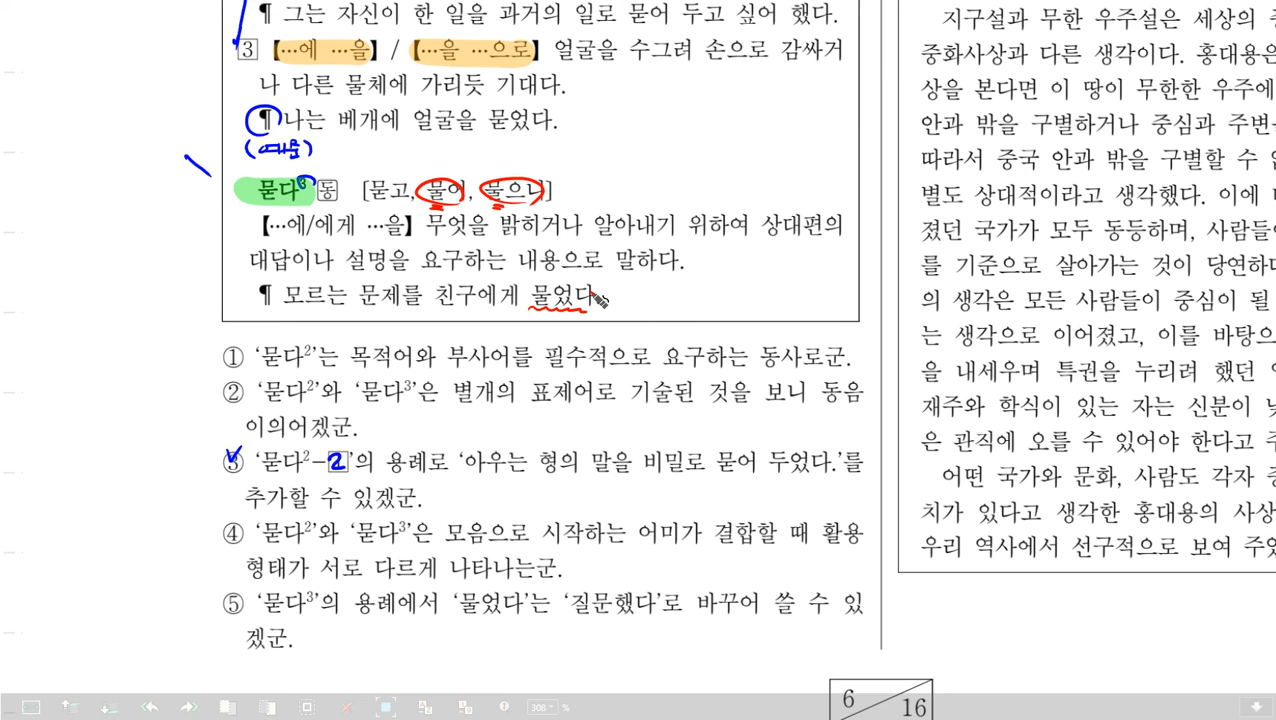 ¶ 그는 자신이 한 일을 과거의 일로 묻어 두고 싶어 했다.
3 【…에 …을】 / 【…을 …으로】 얼굴을 수그려 손으로 감싸거
나 다른 물체에 가리듯 기대다.
¶ 나는 베개에 얼굴을 묻었다.
묻다3 동 [묻고, 물어, 물으니]
【…에/에게 …을】 무엇을 밝히거나 알아내기 위하여 상대편의
대답이나 설명을 요구하는 내용으로 말하다.
¶ 모르는 문제를 친구에게 물었다
① ‘묻다2’는 목적어와 부사어를 필수적으로 요구하는 동사로군.
② ‘묻다2’와 ‘묻다3’은 별개의 표제어로 기술된 것을 보니 동음
이의어겠군.
③ ‘묻다2-2’의 용례로 ‘아우는 형의 말을 비밀로 묻어 두었다.’를
추가할 수 있겠군.
④ ‘묻다2’와 ‘묻다3’은 모음으로 시작하는 어미가 결합할 때 활용
형태가 서로 다르게 나타나는군.
⑤ ‘묻다3’의 용례에서 ‘물었다’는 ‘질문했다’로 바꾸어 쓸 수 있
겠군.
지구설과 무한 우주설은 세상의
중화사상과 다른 생각이다. 홍대용은
상을 본다면 이 땅이 무한한 우주에
안과 밖을 구별하거나 중심과 주변
따라서 중국 안과 밖을 구별할 수
별도 상대적이라고 생각했다. 이에
졌던 국가가 모두 동등하며, 사람들
를 기준으로 살아가는 것이 당연하
의 생각은 모든 사람들이 중심이 될
는 생각으로 이어졌고, 이를 바탕으
을 내세우며 특권을 누리려 했던
재주와 학식이 있는 자는 신분이
은 관직에 오를 수 있어야 한다고
어떤 국가와 문화, 사람도 각자
치가 있다고 생각한 홍대용의 사상
우리 역사에서 선구적으로 보여 주었
6
16
308 %